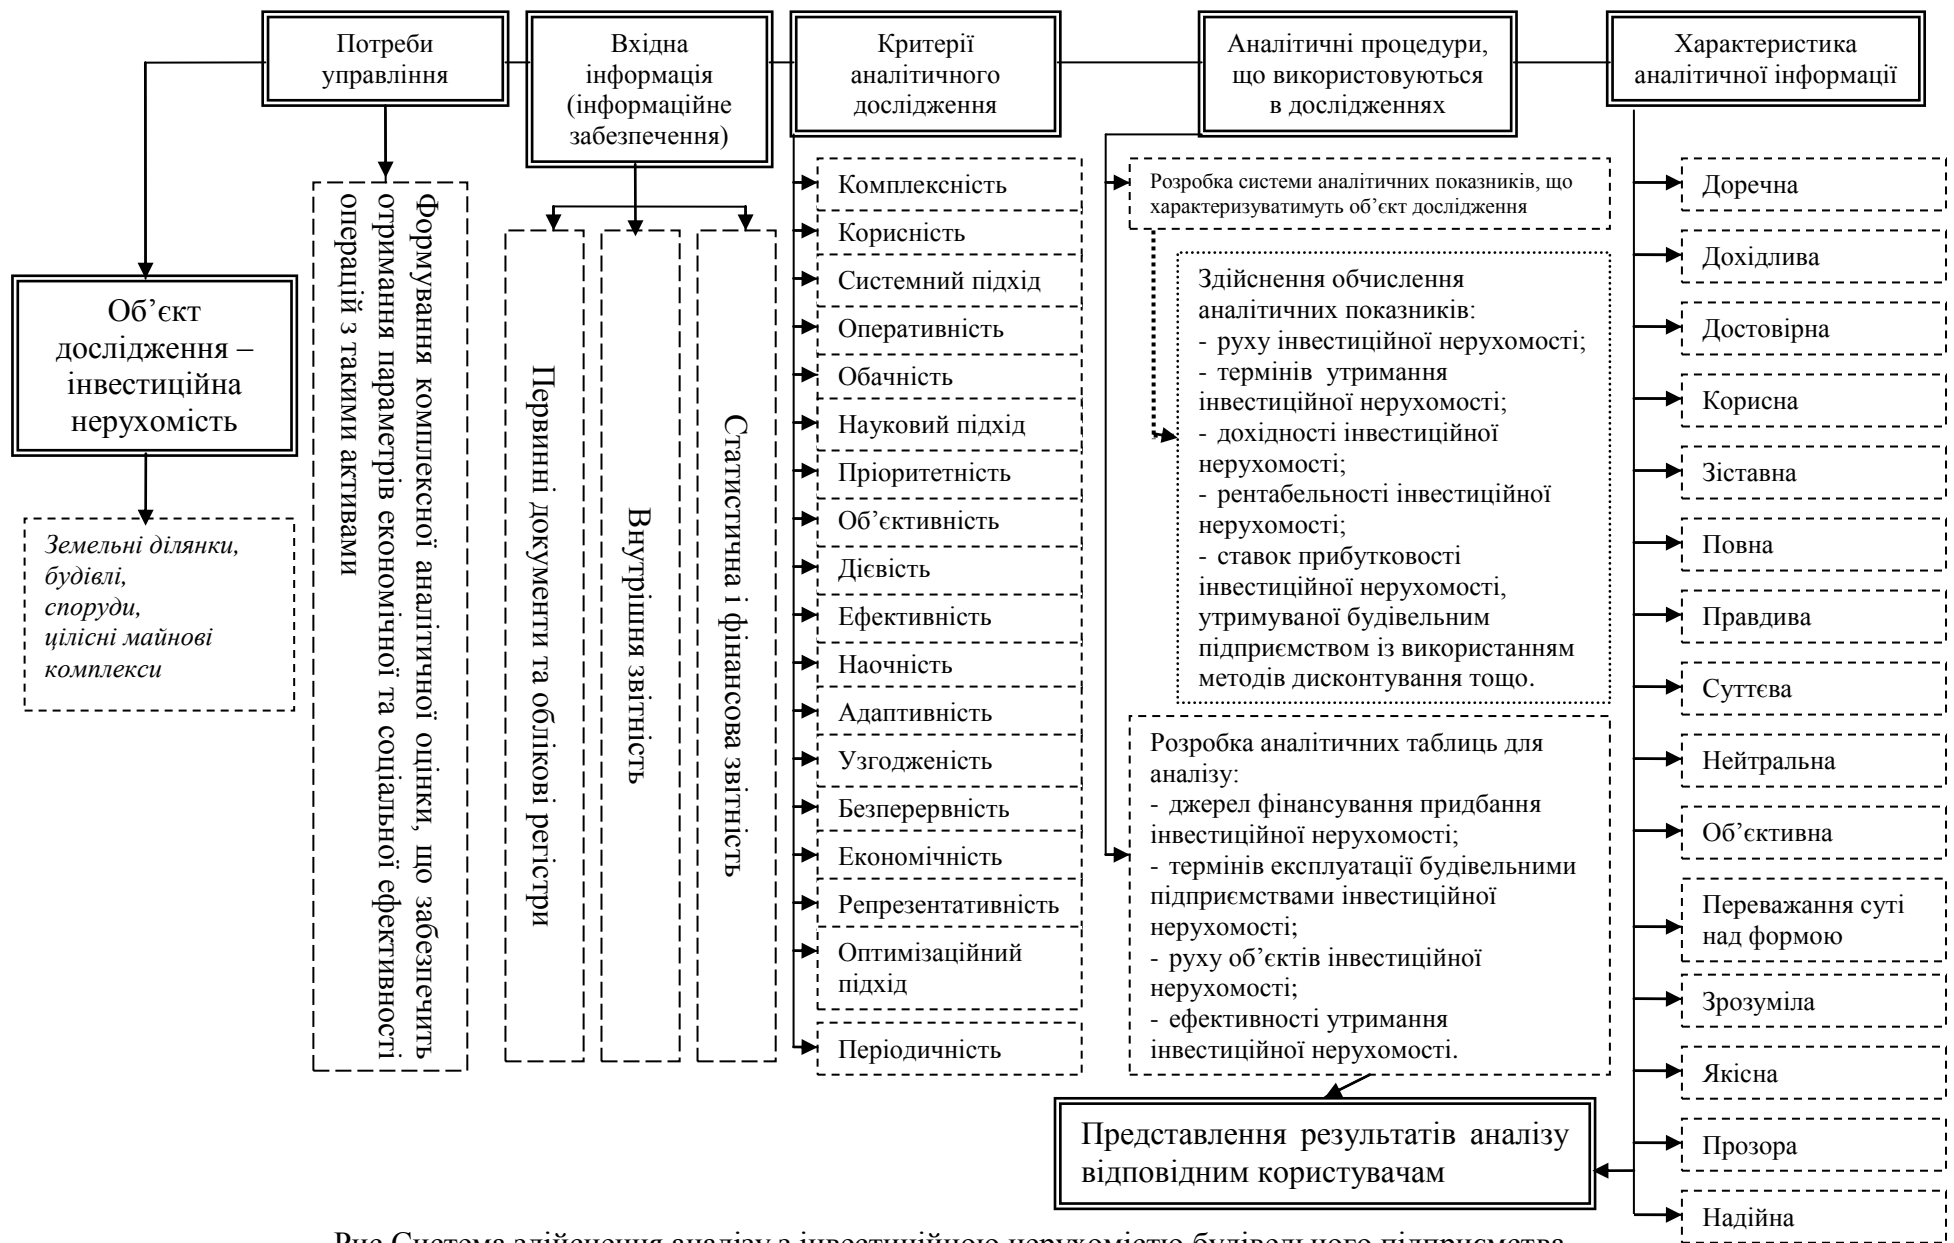 Потреби
управління
Вхідна
інформація
(інформаційне
забезпечення)
Критерії
аналітичного
дослідження
Аналітичні процедури,
що використовуються
в дослідженнях
Характеристика
аналітичної інформації
Об’єкт
дослідження –
інвестиційна
нерухомість
Земельні ділянки,
будівлі,
споруди,
цілісні майнові
комплекси
Формування комплексної аналітичної оцінки, що забезпечить
отримання параметрів економічної та соціальної ефективності
операцій з такими активами
Первинні документи та облікові регістри
Внутрішня звітність
Статистична і фінансова звітність
Комплексність
Корисність
Системний підхід
Оперативність
Обачність
Науковий підхід
Пріоритетність
Об’єктивність
Дієвість
Ефективність
Наочність
Адаптивність
Узгодженість
Безперервність
Економічність
Репрезентативність
Оптимізаційний
підхід
Періодичність
Розробка системи аналітичних показників, що
характеризуватимуть об’єкт дослідження
Здійснення обчислення
аналітичних показників:
- руху інвестиційної нерухомості;
- термінів утримання
інвестиційної нерухомості;
- дохідності інвестиційної
нерухомості;
- рентабельності інвестиційної
нерухомості;
- ставок прибутковості
інвестиційної нерухомості,
утримуваної будівельним
підприємством із використанням
методів дисконтування тощо.
Розробка аналітичних таблиць для
аналізу:
- джерел фінансування придбання
інвестиційної нерухомості;
- термінів експлуатації будівельними
підприємствами інвестиційної
нерухомості;
- руху об’єктів інвестиційної
нерухомості;
- ефективності утримання
інвестиційної нерухомості.
Представлення результатів аналізу
відповідним користувачам
Доречна
Дохідлива
Достовірна
Корисна
Зіставна
Повна
Правдива
Суттєва
Нейтральна
Об’єктивна
Переважання суті
над формою
Зрозуміла
Якісна
Прозора
Надійна
Рис Система здійснення аналізу з інвестиційною нерухомістю будівельного підприємства